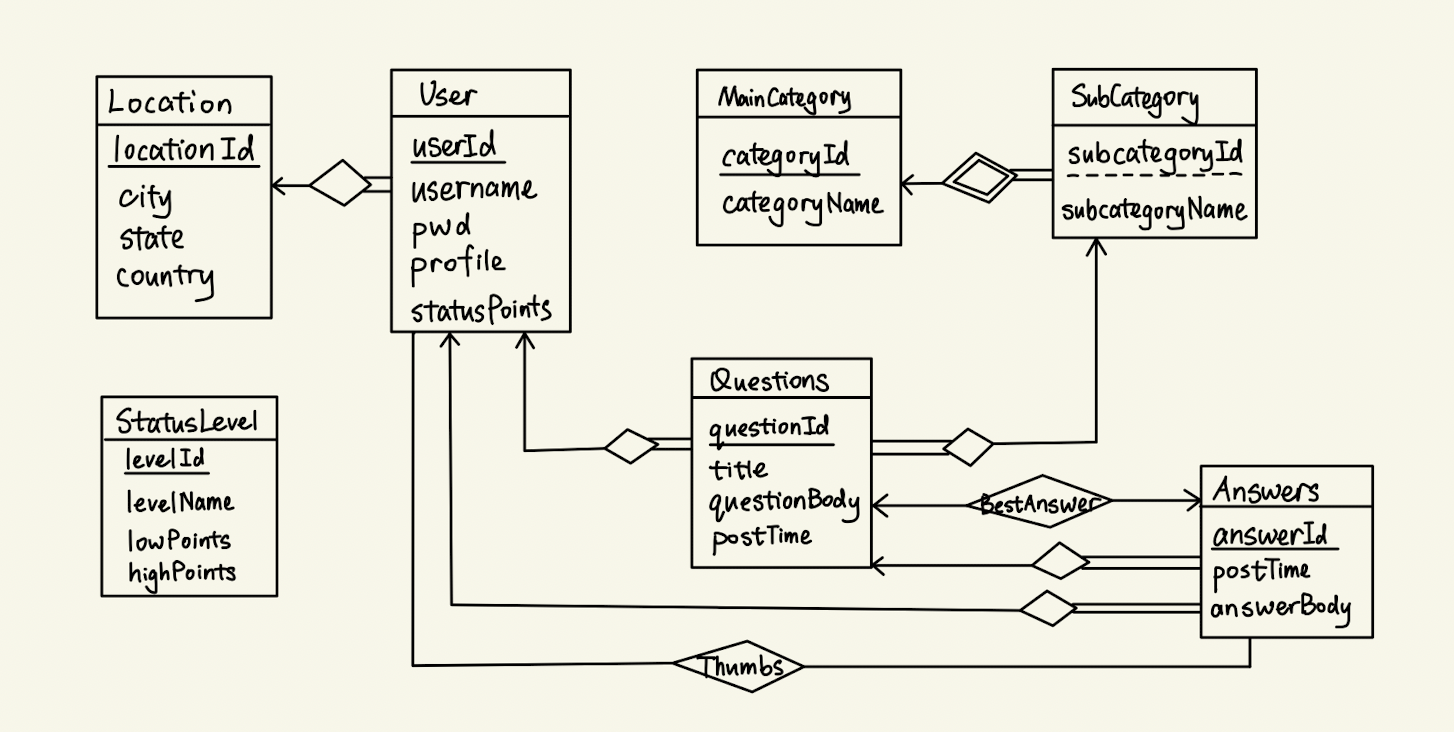 Location
locationId
city
state
country
User
userId
username
pwd
profile
statusPoints
MainCategory
categoryId
categoryName
SubCategory
subcategoryId
subcategoryName
StatusLevel
levelId
levelName
lowPoints
highPoints
Questions
questionId
title
questionBody
postTime
BestAnswer
Answers
answerId
postTime
answerBody
Thumbs